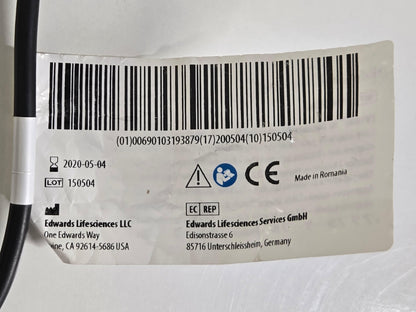 (01)00690103193879(17)200504(10)150504
2020-05-04
LOT 150504
CE
Made in Romania
Edwards Lifesciences LLC
One Edwards Way
ine, CA 92614-5686 USA
EC REP
Edwards Lifesciences Services GmbH
Edisonstrasse 6
85716 Unterschleissheim, Germany